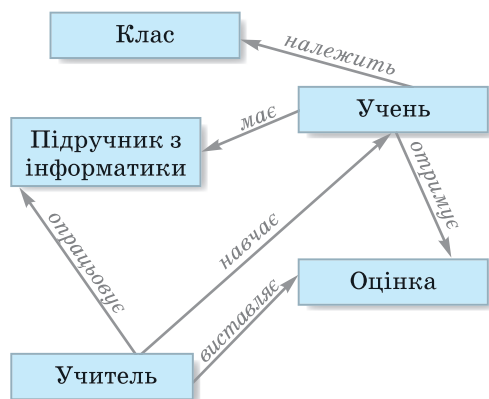 Клас
належить
Учень
має
Підручник з
інформатики
отримує
опрацьовує
навчає
виставляє
Оцінка
Учитель